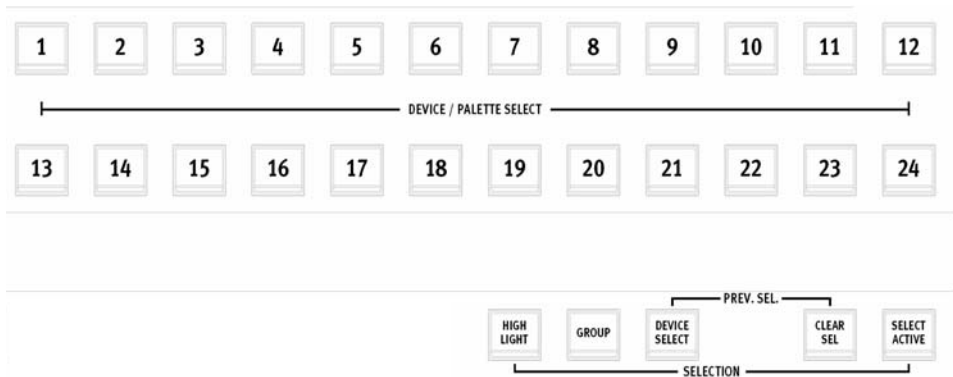 1 2 3 4 5 6 7 8 9 10 11 12
DEVICE / PALETTE SELECT
13 14 15 16 17 18 19 20 21 22 23 24
PREV. SEL.
HIGH LIGHT
GROUP
DEVICE SELECT
CLEAR SEL
SELECT ACTIVE
SELECTION